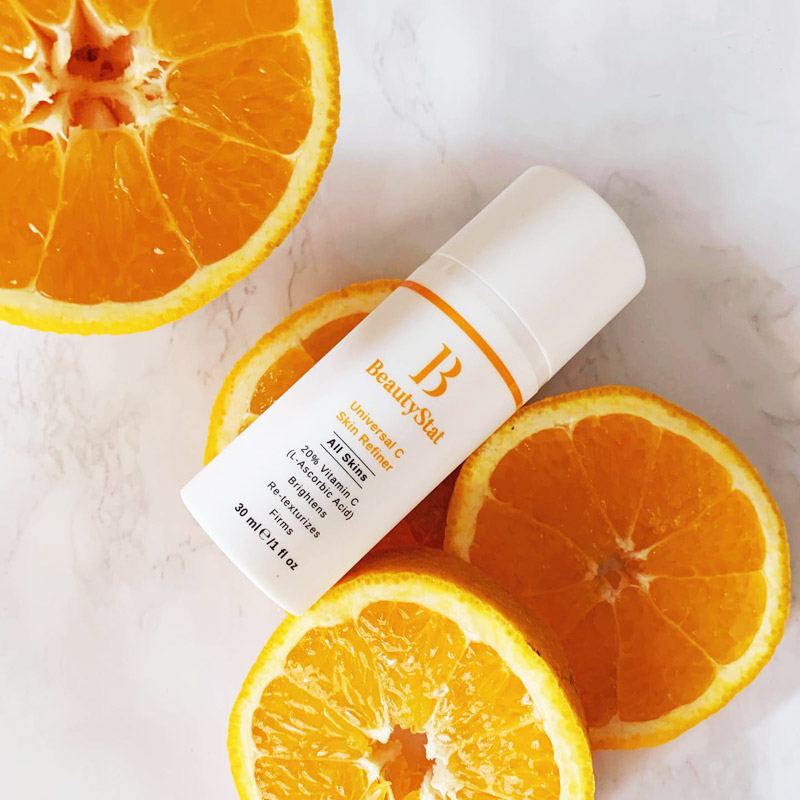 B
BeautyStat
Universal C
Skin Refiner
All Skins
20% Vitamin C
(L-Ascorbic Acid)
Brightens
Re-texturizes
Firms
30 ml ℮/1 fl oz